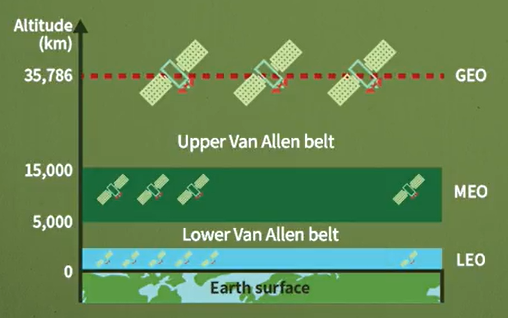 Altitude
(km)
35,786
GEO
Upper Van Allen belt
15,000
MEO
5,000
Lower Van Allen belt
LEO
0
Earth surface